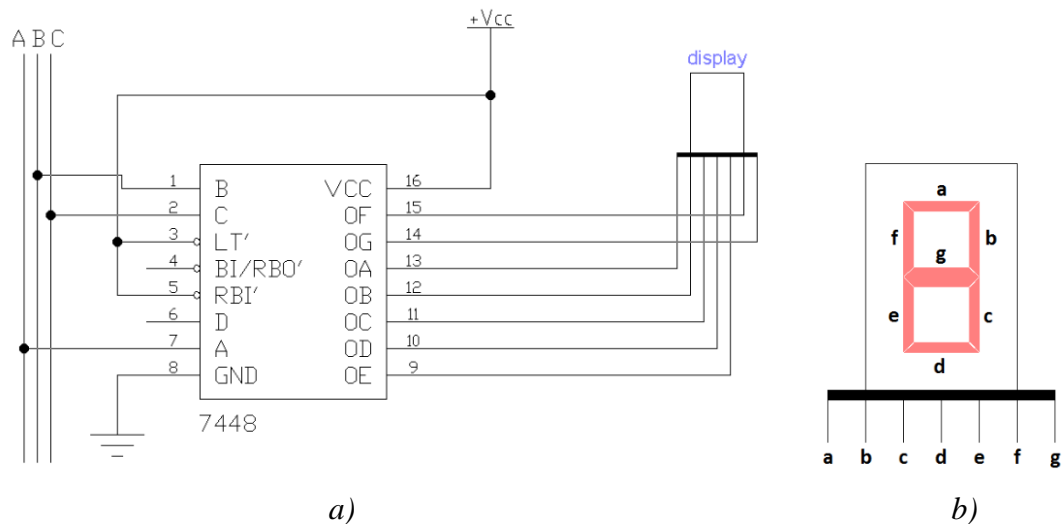 +Vcc
A B C
display
1 B VCC 16
2 C OF 15
3 LT' OG 14
4 BI/RBO' OA 13
5 RBI' OB 12
6 D OC 11
7 A OD 10
8 GND OE 9
7448
a
f b
g
e c
d
a b c d e f g
a) b)